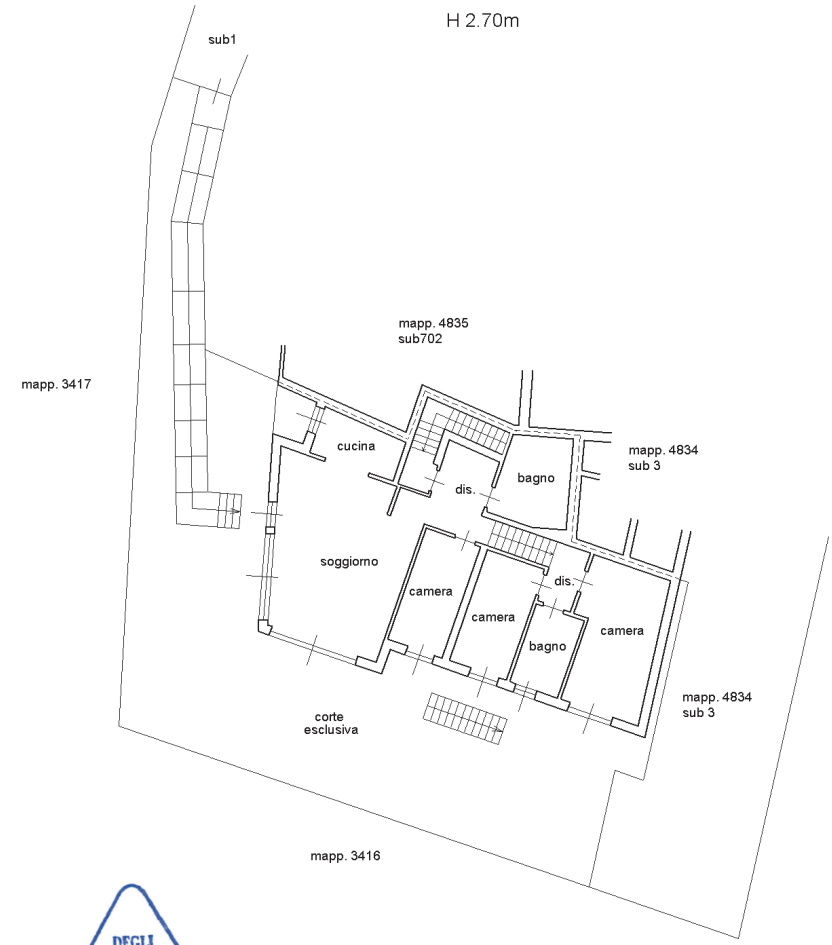 H 2.70m
sub1
mapp. 4835
sub702
mapp. 3417
cucina
mapp. 4834
sub 3
bagno
dis.
soggiorno
dis.
camera
camera
camera
bagno
mapp. 4834
sub 3
corte
esclusiva
mapp. 3416
DEGLI